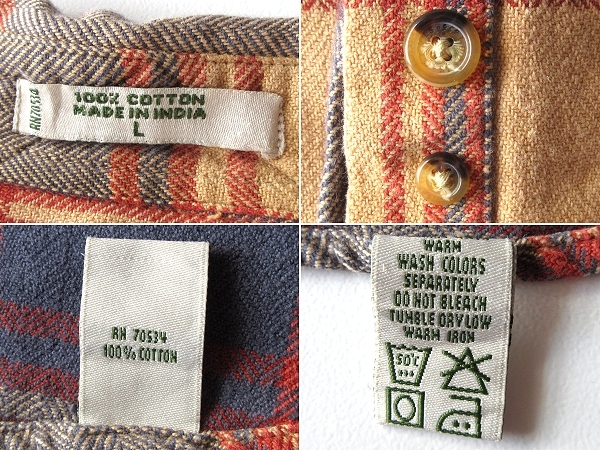 RN70534
100% COTTON
MADE IN INDIA
L
RN 70534
100% COTTON
WARM
WASH COLORS
SEPARATELY
DO NOT BLEACH
TUMBLE DRY LOW
WARM IRON
50°C